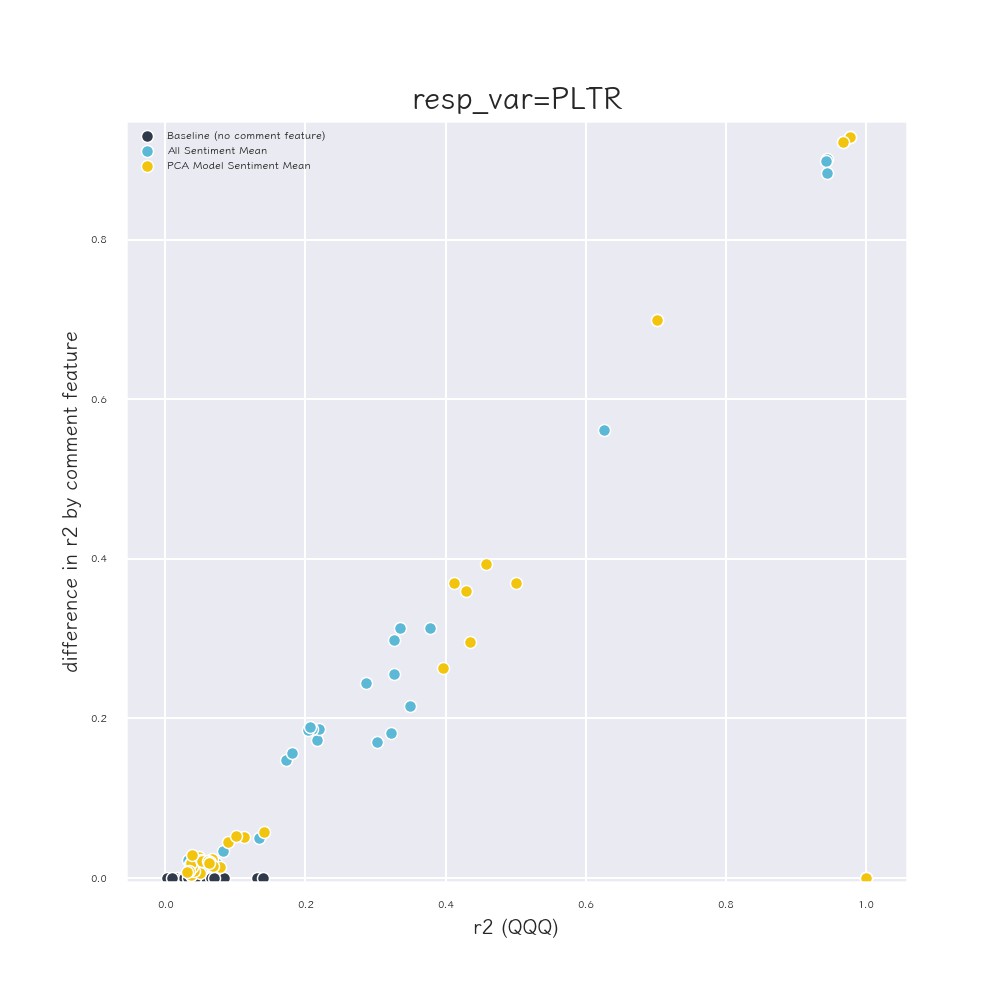 resp_var=PLTR
Baseline (no comment feature)
All Sentiment Mean
PCA Model Sentiment Mean
difference in r2 by comment feature
0.8
0.6
0.4
0.2
0.0
0.0 0.2 0.4 0.6 0.8 1.0
r2 (QQQ)